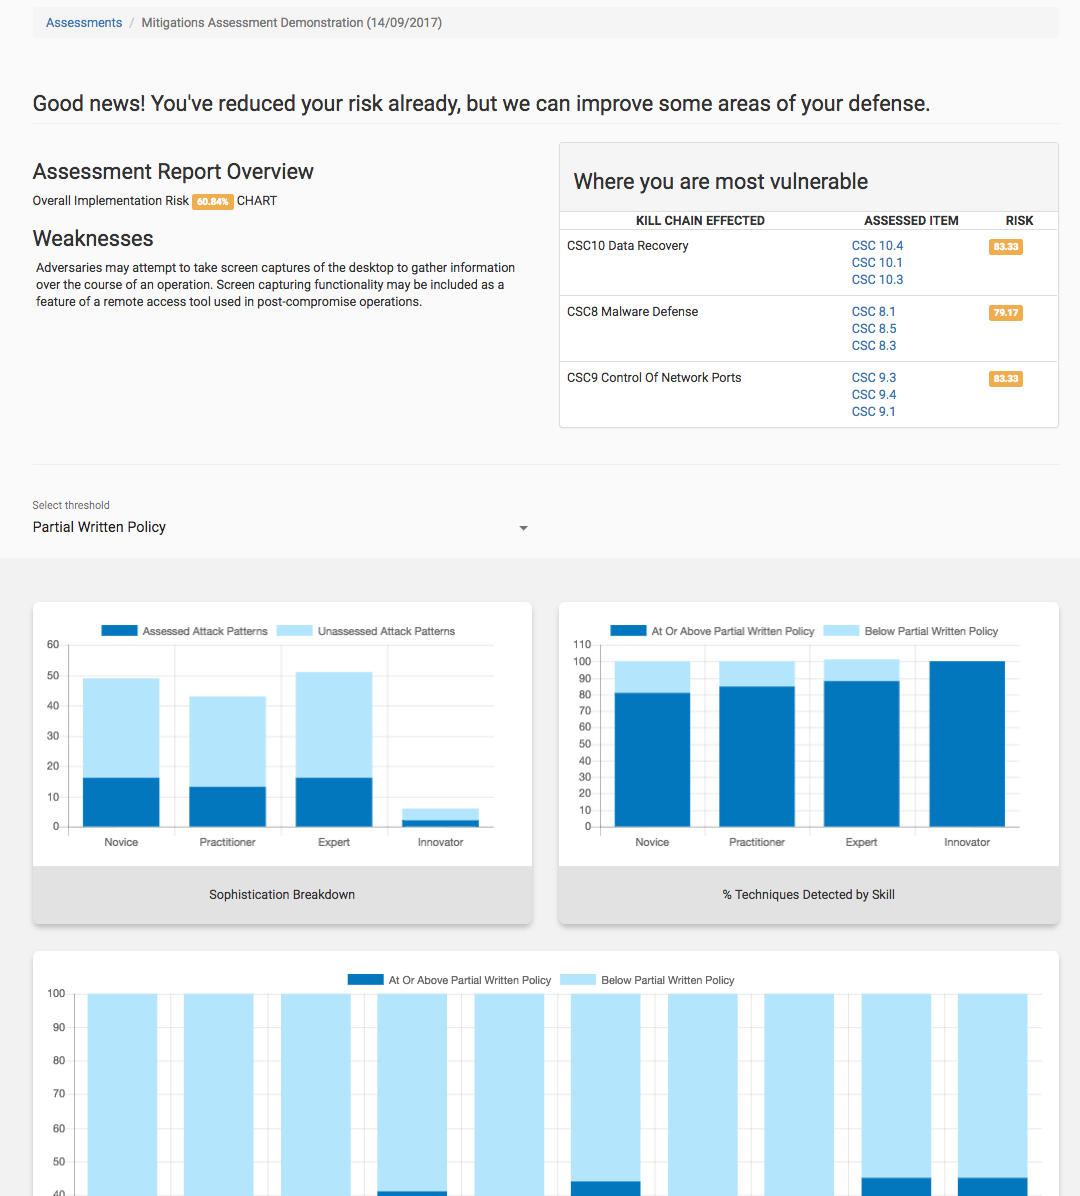 Assessments / Mitigations Assessment Demonstration (14/09/2017)
Good news! You've reduced your risk already, but we can improve some areas of your defense.
Assessment Report Overview
Overall Implementation Risk 60.84% CHART
Weaknesses
Adversaries may attempt to take screen captures of the desktop to gather information
over the course of an operation. Screen capturing functionality may be included as a
feature of a remote access tool used in post-compromise operations.
Where you are most vulnerable
KILL CHAIN EFFECTED ASSESSED ITEM RISK
CSC10 Data Recovery CSC 10.4 83.33
CSC 10.1
CSC 10.3
CSC8 Malware Defense CSC 8.1 79.17
CSC 8.5
CSC 8.3
CSC9 Control Of Network Ports CSC 9.3 83.33
CSC 9.4
CSC 9.1
Select threshold
Partial Written Policy
Assessed Attack Patterns Unassessed Attack Patterns
60
50
40
30
20
10
0
Novice Practitioner Expert Innovator
Sophistication Breakdown
At Or Above Partial Written Policy Below Partial Written Policy
110
100
90
80
70
60
50
40
30
20
10
0
Novice Practitioner Expert Innovator
% Techniques Detected by Skill
At Or Above Partial Written Policy Below Partial Written Policy
100
90
80
70
60
50
40